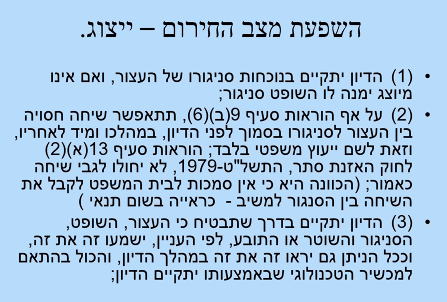 השפעת מצב החירום – ייצוג.
• (1) הדיון יתקיים בנוכחות סניגורו של העצור, ואם אינו
מיוצג ימנה לו השופט סניגור;
• (2) על אף הוראות סעיף 9(ב)(6), תתאפשר שיחה חסויה
בין העצור לסניגורו בסמוך לפני הדיון, במהלכו ומיד לאחריו,
וזאת לשם ייעוץ משפטי בלבד; הוראות סעיף 13(א)(2)
לחוק האזנת סתר, התשל"ט-1979, לא יחולו לגבי שיחה
כאמור; (הכוונה היא כי אין סמכות לבית המשפט לקבל את
השיחה בין הסנגור למשיב - כראייה בשום תנאי )
• (3) הדיון יתקיים בדרך שתבטיח כי העצור, השופט,
הסניגור והשוטר או התובע, לפי העניין, ישמעו זה את זה,
וככל הניתן גם יראו זה את זה במהלך הדיון, והכול בהתאם
למכשיר הטכנולוגי שבאמצעותו יתקיים הדיון;